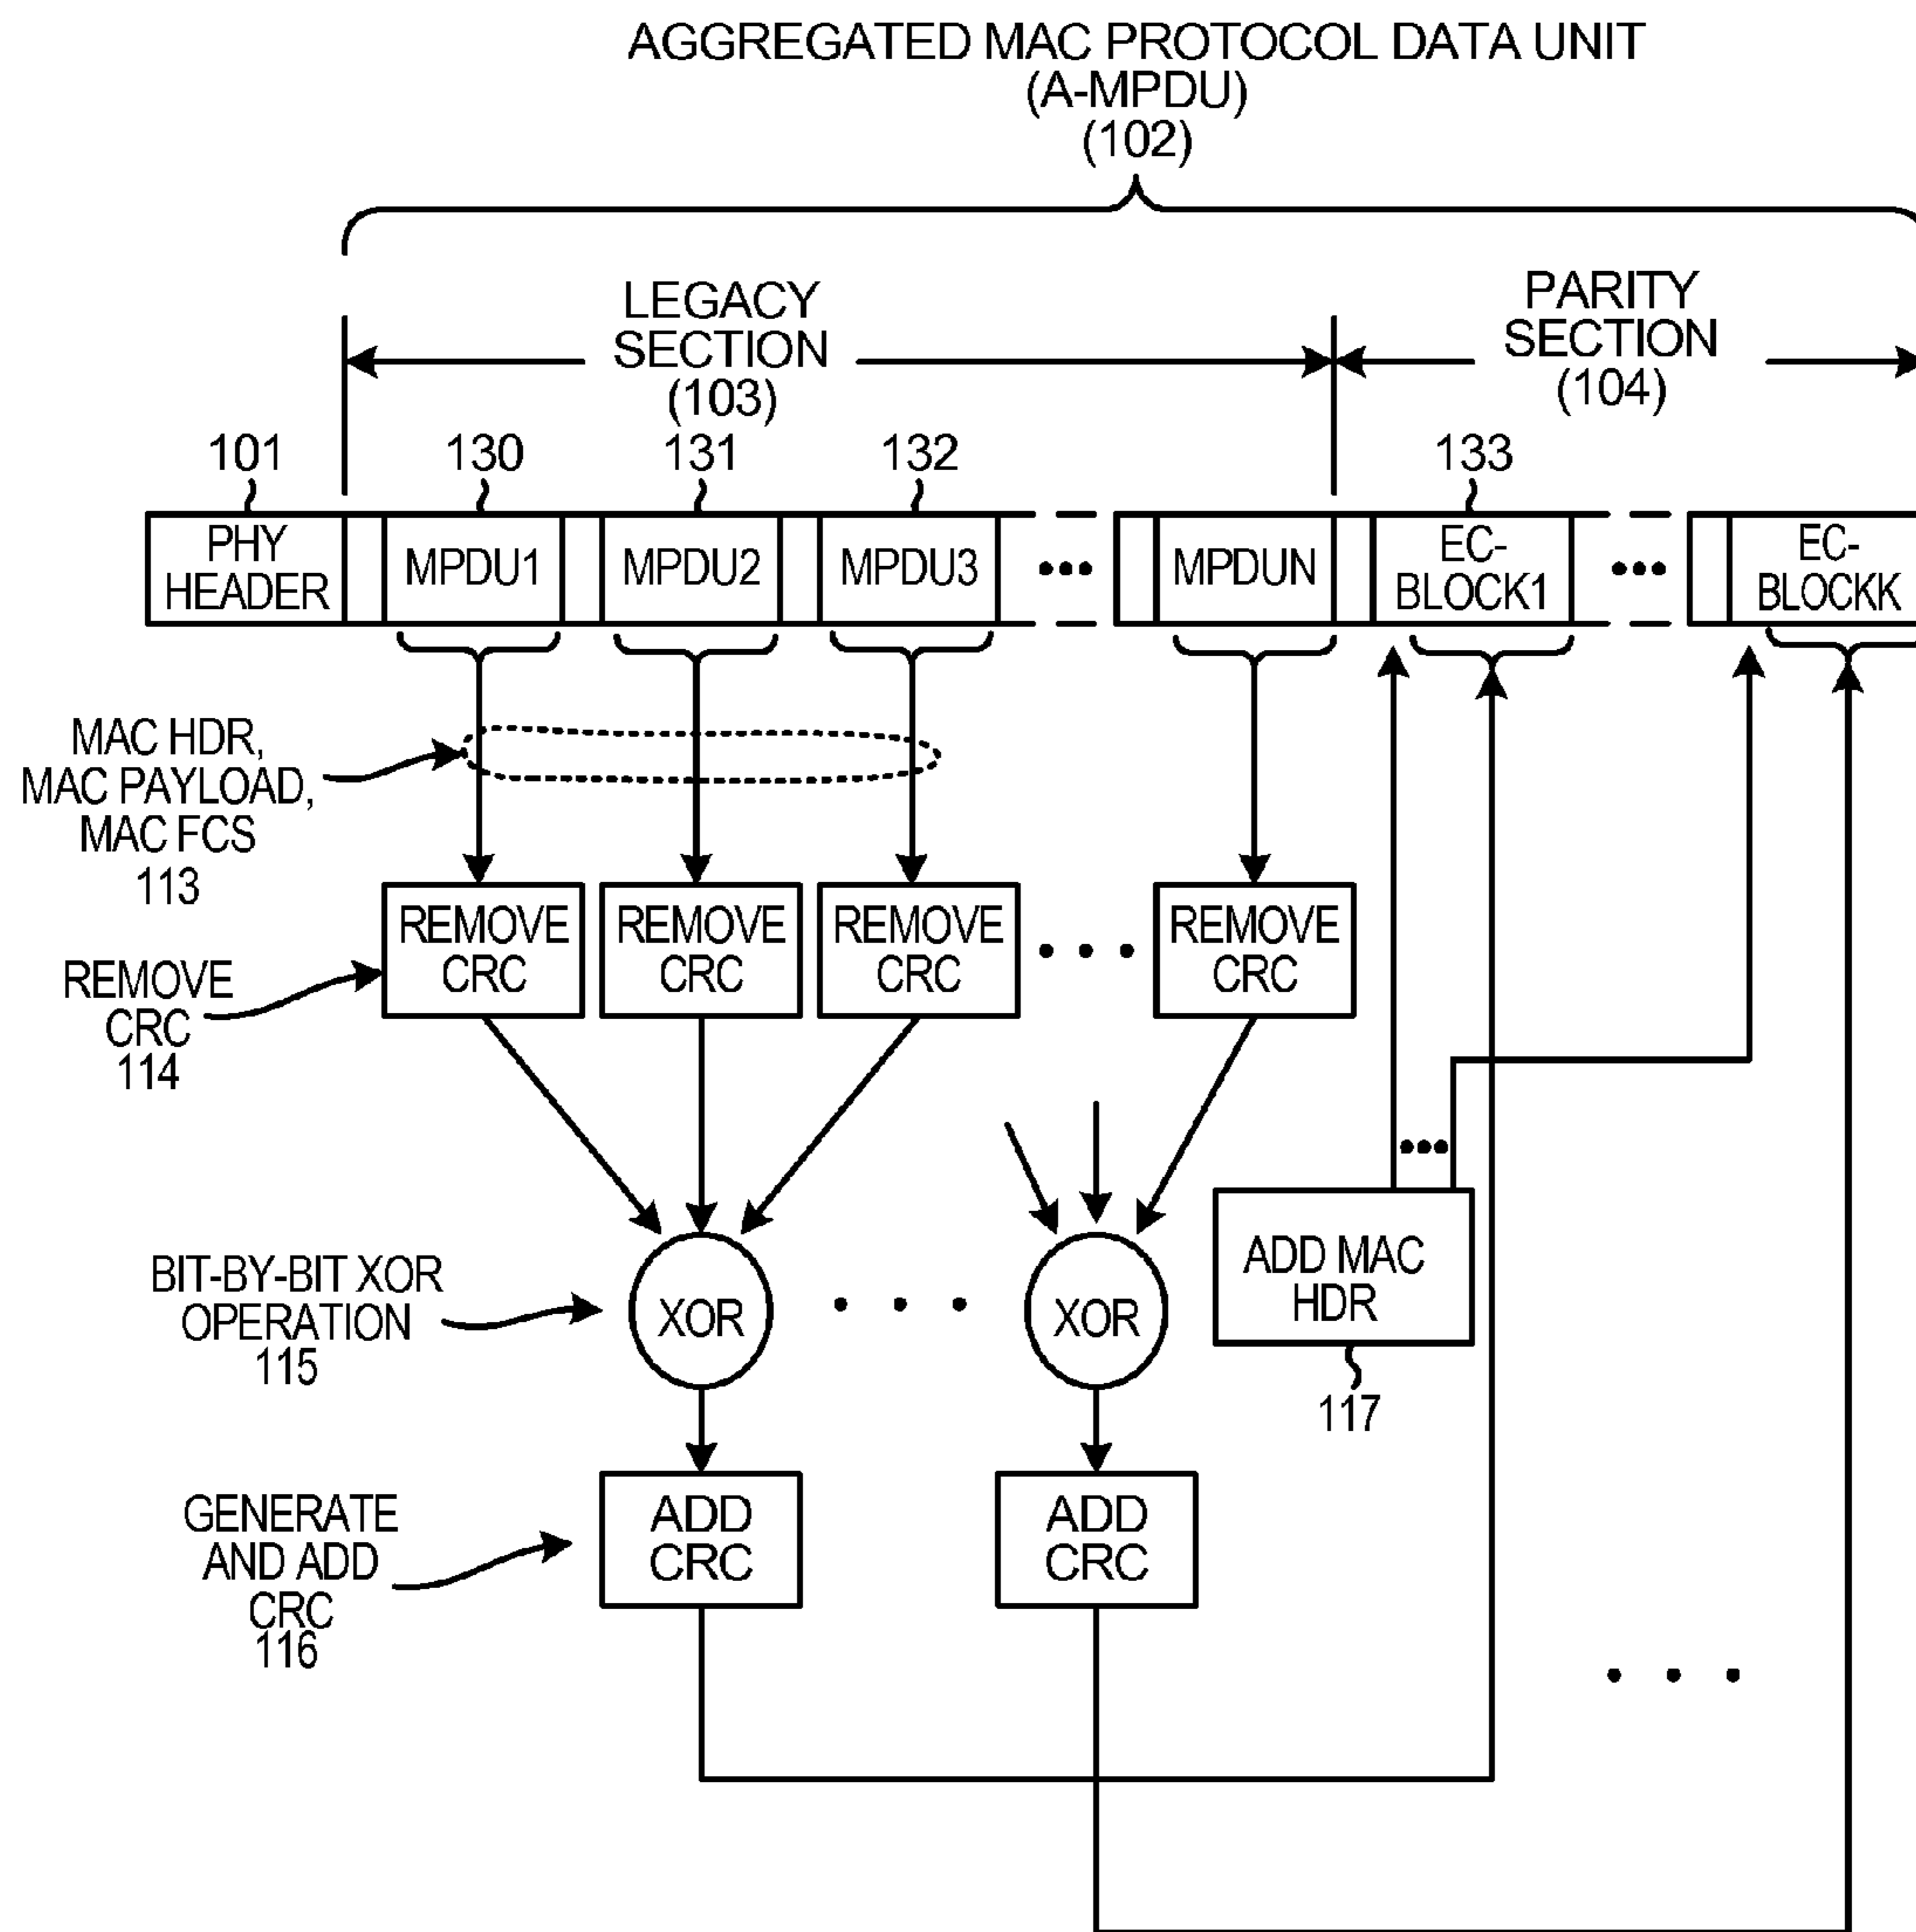 AGGREGATED MAC PROTOCOL DATA UNIT
(A-MPDU)
(102)
LEGACY
SECTION
(103)
PARITY
SECTION
(104)
101
130
131
132
133
PHY
HEADER
MPDU1
MPDU2
MPDU3
MPDUN
EC-
BLOCK1
EC-
BLOCKK
MAC HDR,
MAC PAYLOAD,
MAC FCS
113
REMOVE
CRC
REMOVE
CRC
REMOVE
CRC
REMOVE
CRC
REMOVE
CRC
114
BIT-BY-BIT XOR
OPERATION
115
XOR
XOR
ADD MAC
HDR
117
GENERATE
AND ADD
CRC
116
ADD
CRC
ADD
CRC